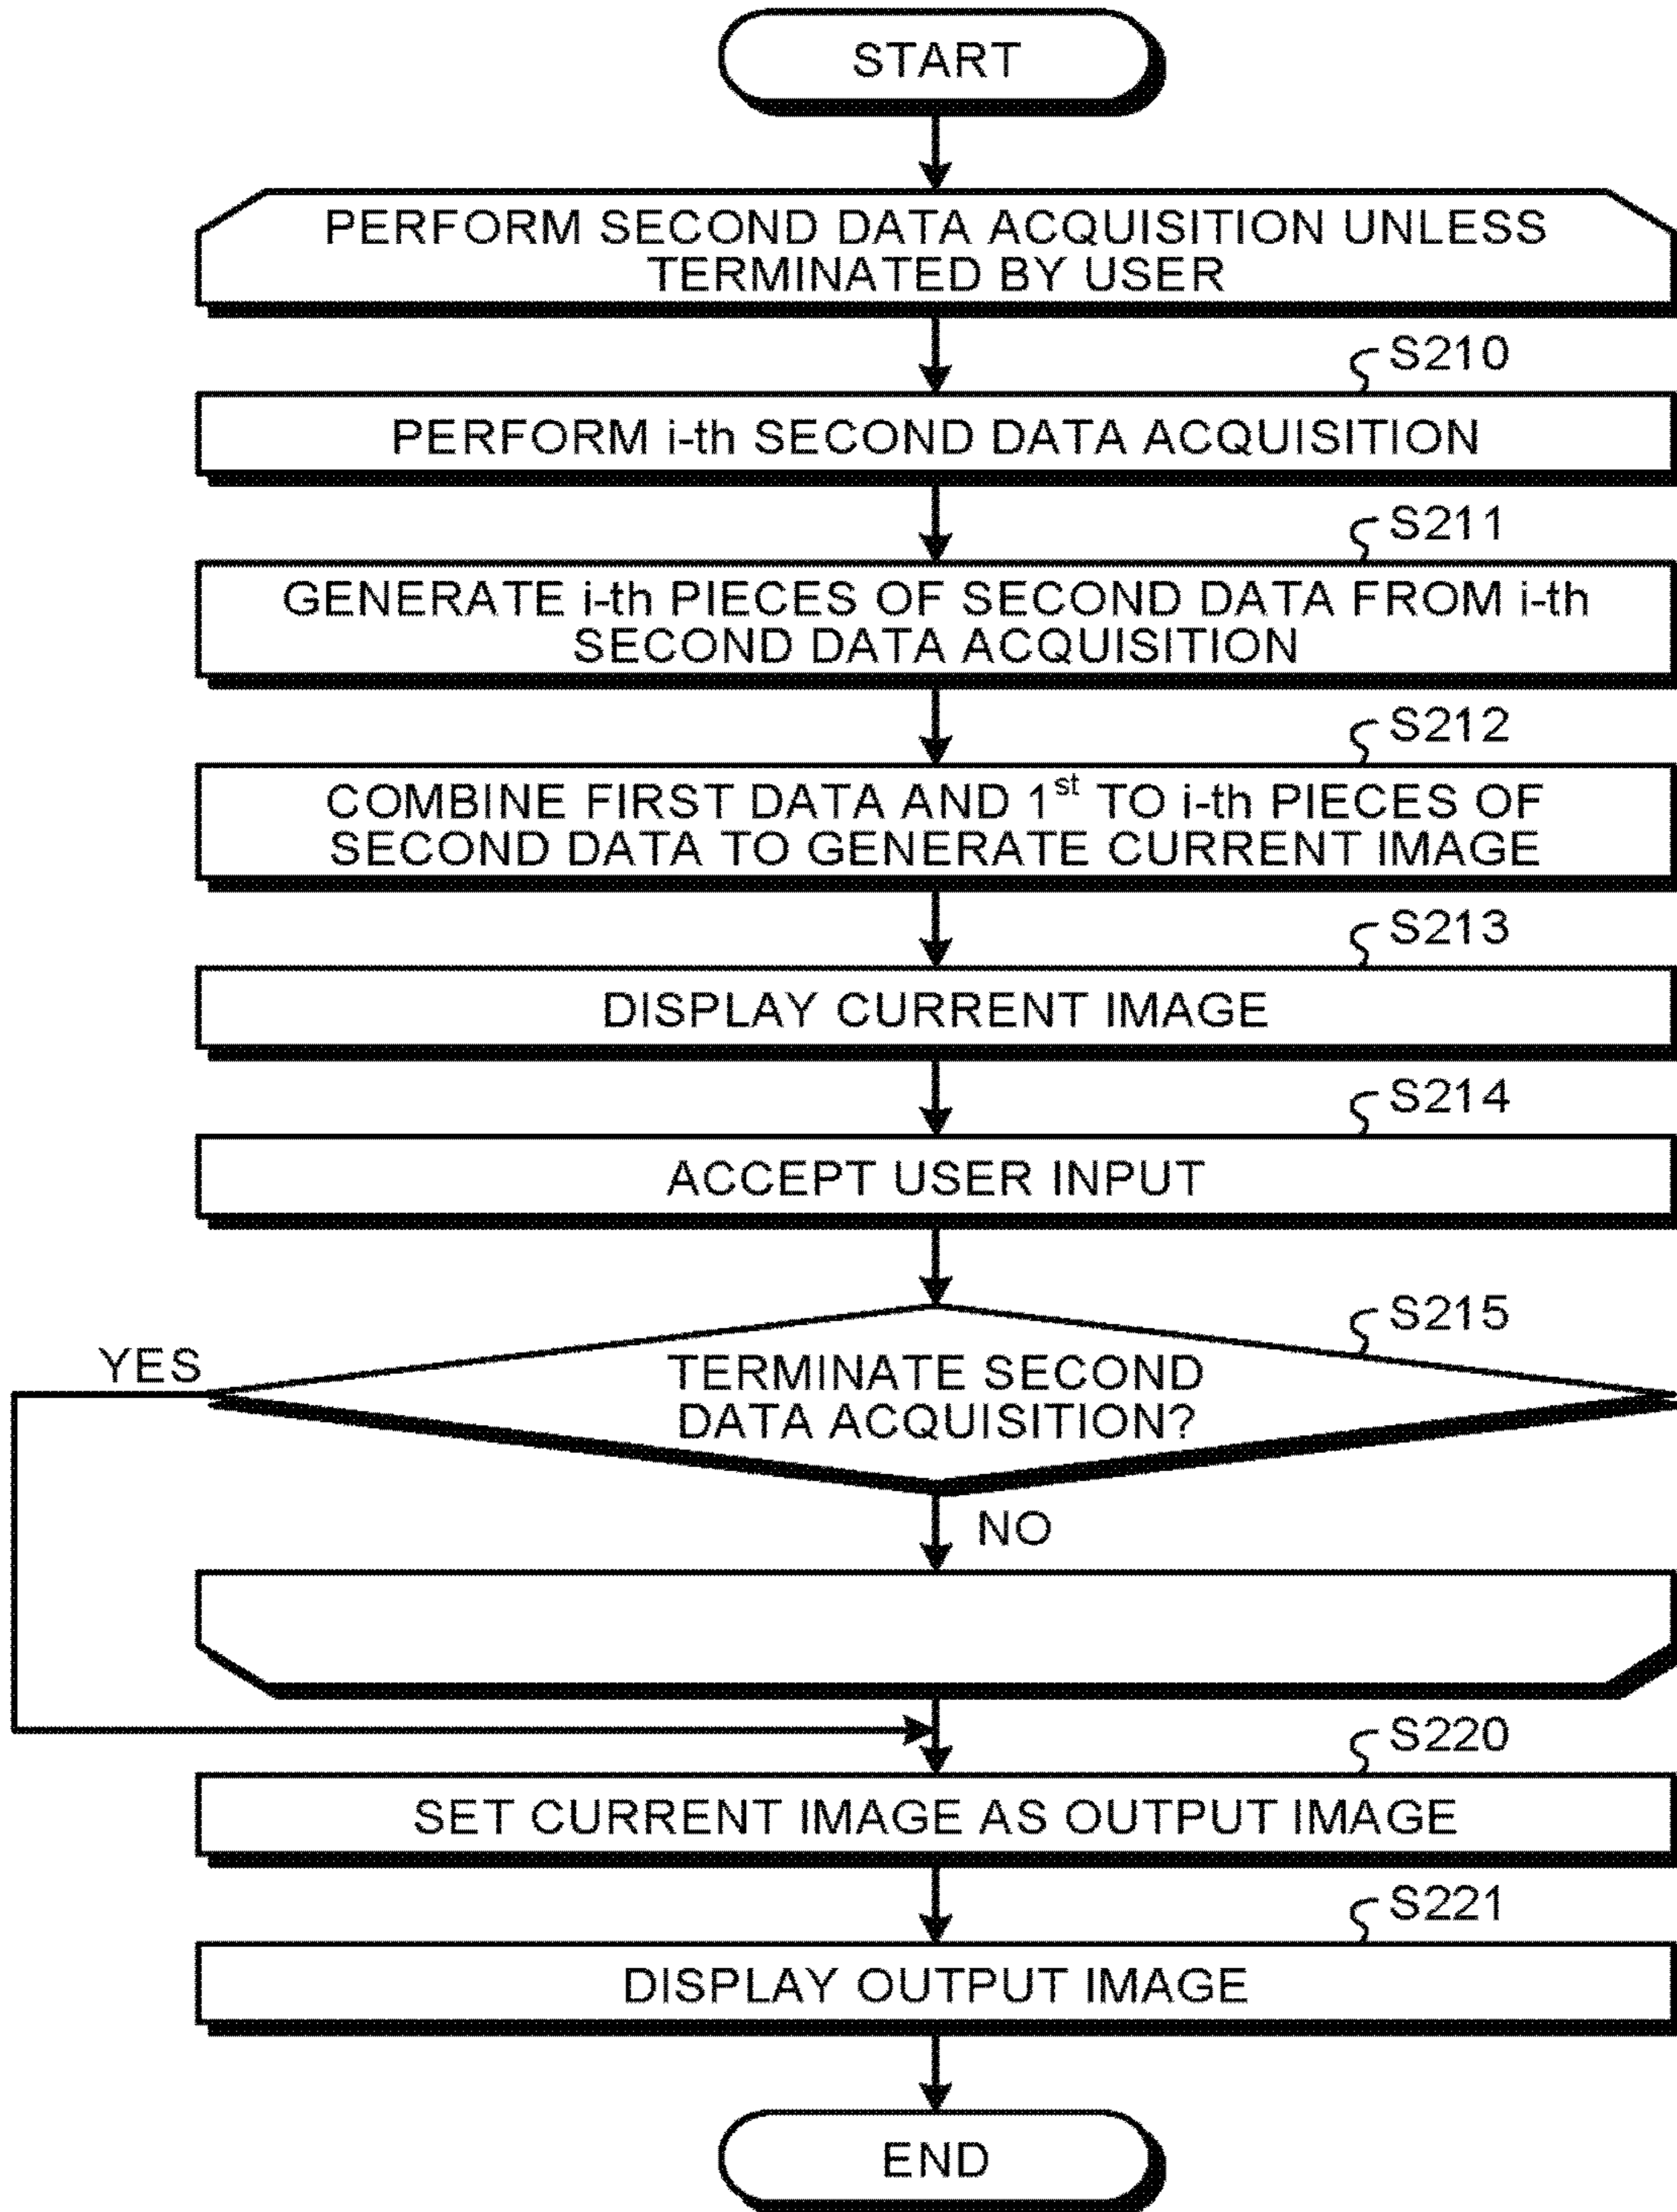 START
PERFORM SECOND DATA ACQUISITION UNLESS
TERMINATED BY USER
S210
PERFORM i-th SECOND DATA ACQUISITION
S211
GENERATE i-th PIECES OF SECOND DATA FROM i-th
SECOND DATA ACQUISITION
S212
COMBINE FIRST DATA AND 1st TO i-th PIECES OF
SECOND DATA TO GENERATE CURRENT IMAGE
S213
DISPLAY CURRENT IMAGE
S214
ACCEPT USER INPUT
S215
YES
TERMINATE SECOND
DATA ACQUISITION?
NO
S220
SET CURRENT IMAGE AS OUTPUT IMAGE
S221
DISPLAY OUTPUT IMAGE
END